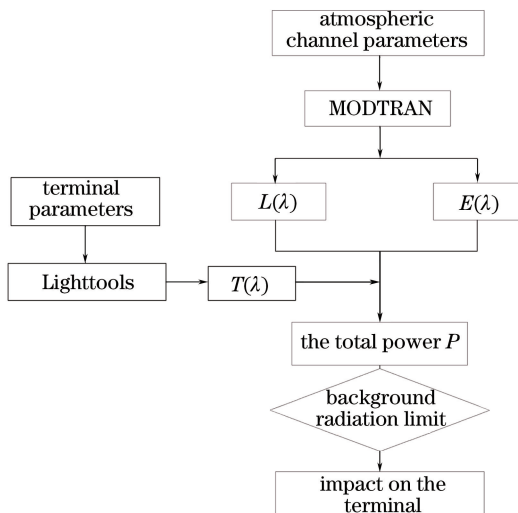 atmospheric
channel parameters
MODTRAN
terminal
parameters
L(λ)
E(λ)
Lighttools
T(λ)
the total power P
background
radiation limit
impact on the
terminal